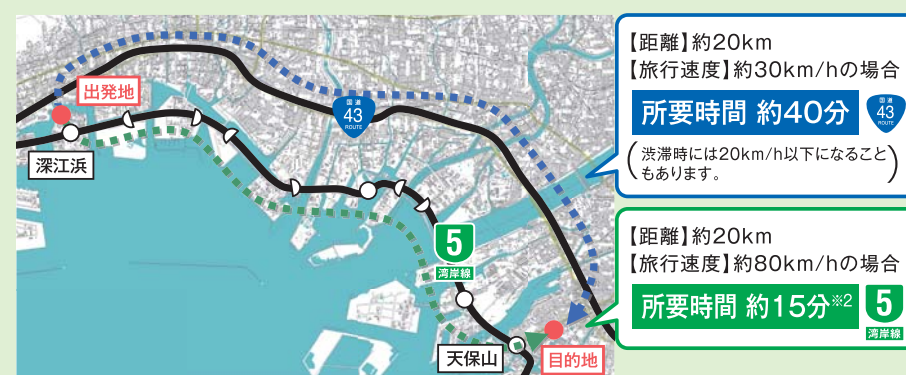 出発地
深江浜
国道
43
ROUTE
5
湾岸線
天保山
目的地
【距離】約20km
【旅行速度】約30km/hの場合
所要時間 約40分
国道
43
ROUTE
(渋滞時には20km/h以下になること
もあります。)
【距離】約20km
【旅行速度】約80km/hの場合
所要時間 約15分※2
5
湾岸線